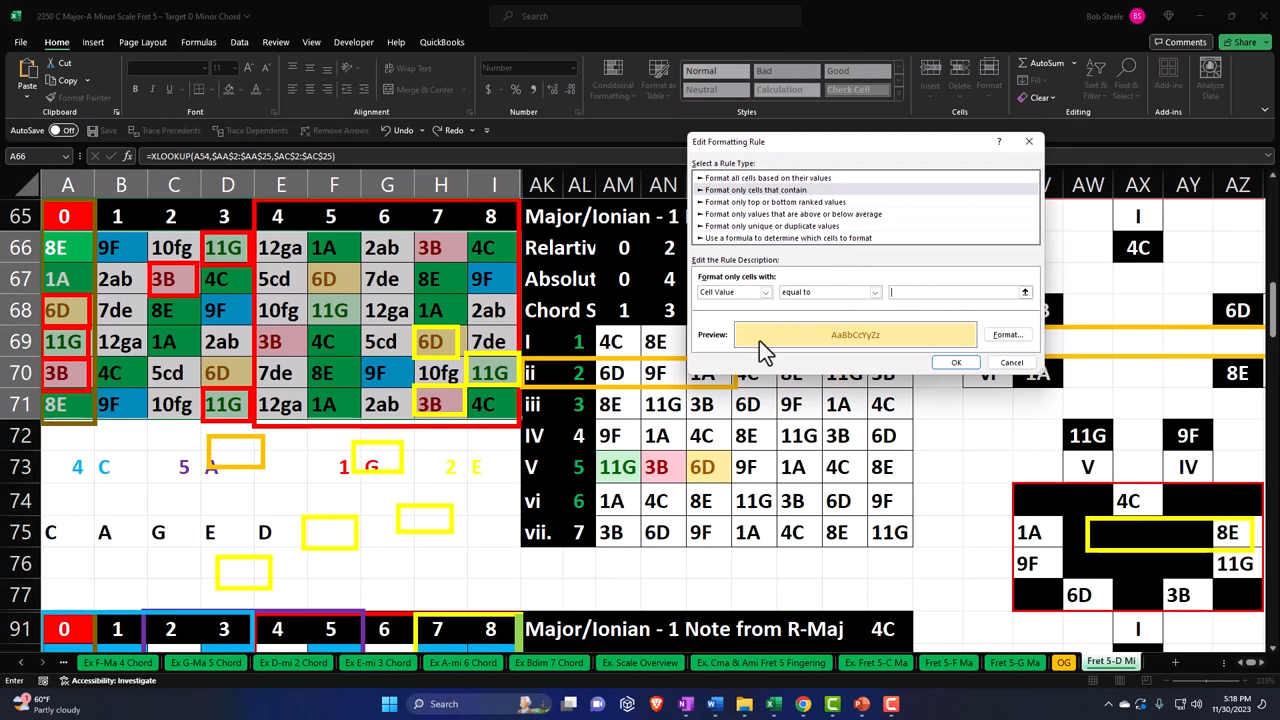 2350 C Major-A Minor Scale Fret 5 – Target D Minor Chord
Search
Bob Steele BS
File Home Insert Page Layout Formulas Data Review View Developer Help QuickBooks
Comments Share
Paste Cut Copy Format Painter
Clipboard
11
B I U
Font
Wrap Text
Merge & Center
Alignment
Number
$ %
Number
Conditional Formatting Format as Table
Normal Bad Good
Neutral Calculation Check Cell
Styles
Insert Delete Format
Cells
AutoSum
Fill
Clear
Sort & Filter Find & Select
Editing
Analyze Data
Analysis
AutoSave Off Save Trace Precedents Trace Dependents Remove Arrows Undo Redo
A66 fx =XLOOKUP(A54,$AA$2:$AA$25,$AC$2:$AC$25)
A B C D E F G H I AK AL AM AN AW AX AY AZ
65 0 1 2 3 4 5 6 7 8 Major/Ionian - 1 I
66 8E 9F 10fg 11G 12ga 1A 2ab 3B 4C Relartiv 0 2 4C
67 1A 2ab 3B 4C 5cd 6D 7de 8E 9F Absolut 0 4
68 6D 7de 8E 9F 10fg 11G 12ga 1A 2ab Chord S 1 3 6D
69 11G 12ga 1A 2ab 3B 4C 5cd 6D 7de I 1 4C 8E
70 3B 4C 5cd 6D 7de 8E 9F 10fg 11G ii 2 6D 9F 1A 4C 8E 11G 3B vi 1A 8E
71 8E 9F 10fg 11G 12ga 1A 2ab 3B 4C iii 3 8E 11G 3B 6D 9F 1A 4C
72 IV 4 9F 1A 4C 8E 11G 3B 6D 11G 9F
73 4 C 5 A 1 G 2 E V 5 11G 3B 6D 9F 1A 4C 8E V IV
74 vi 6 1A 4C 8E 11G 3B 6D 9F 4C
75 C A G E D vii. 7 3B 6D 9F 1A 4C 8E 11G 1A 8E
76 9F 11G
77 6D 3B
91 0 1 2 3 4 5 6 7 8 Major/Ionian - 1 Note from R-Maj 4C I
Edit Formatting Rule ?
Select a Rule Type:
► Format all cells based on their values
► Format only cells that contain
► Format only top or bottom ranked values
► Format only values that are above or below average
► Format only unique or duplicate values
► Use a formula to determine which cells to format
Edit the Rule Description:
Format only cells with:
Cell Value equal to
Preview: AaBbCcYyZz Format...
OK Cancel
Ex F-Ma 4 Chord Ex G-Ma 5 Chord Ex D-mi 2 Chord Ex E-mi 3 Chord Ex A-mi 6 Chord Ex Bdim 7 Chord Ex. Scale Overview Ex. Cma & Ami Fret 5 Fingering Ex. Fret 5-C Ma Fret 5-F Ma Fret 5-G Ma OG Fret 5-D Mi
Enter Accessibility: Investigate 235%
60°F
Partly cloudy
Search
5:18 PM
11/30/2023